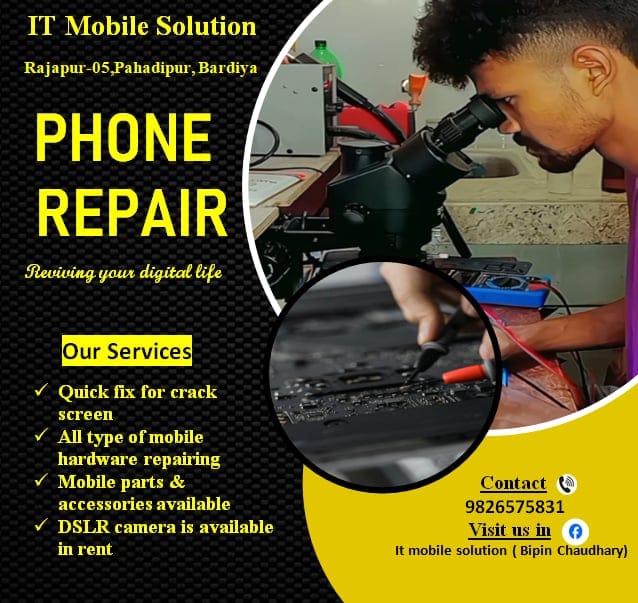 IT Mobile Solution
Rajapur-05,Pahadipur, Bardiya
PHONE
REPAIR
Reviving your digital life
Our Services
✓ Quick fix for crack
screen
✓ All type of mobile
hardware repairing
✓ Mobile parts &
accessories available
✓ DSLR camera is available
in rent
Contact
9826575831
Visit us in
It mobile solution ( Bipin Chaudhary)